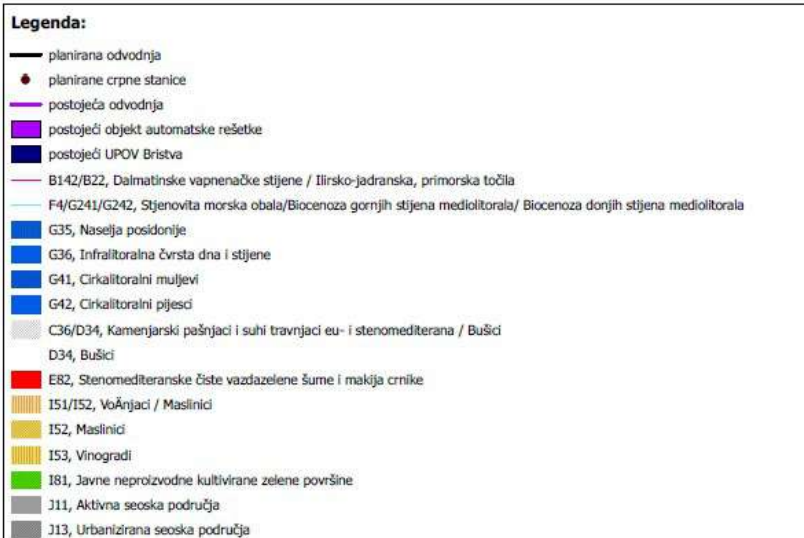 Legenda:
planirana odvodnja
planirane crpne stanice
postojeća odvodnja
postojeći objekt automatske rešetke
postojeći UPOV Bristva
B142/B22, Dalmatinske vapnenačke stijene / Ilirsko-jadranska, primorska točila
F4/G241/G242, Stjenovita morska obala/Biocenoza gornjih stijena mediolitorala/ Biocenoza donjih stijena mediolitorala
G35, Naselja posidonije
G36, Infralitoralna čvrsta dna i stijene
G41, Cirkalitoralni muljevi
G42, Cirkalitoralni pijesci
C36/D34, Kamenjarski pašnjaci i suhi travnjaci eu- i stenomediterana / Bušici
D34, Bušici
E82, Stenomediteranske čiste vazdazelene šume i makija crnike
I51/I52, VoÄnjaci / Maslinici
I52, Maslinici
I53, Vinogradi
I81, Javne neproizvodne kultivirane zelene površine
J11, Aktivna seoska područja
J13, Urbanizirana seoska područja